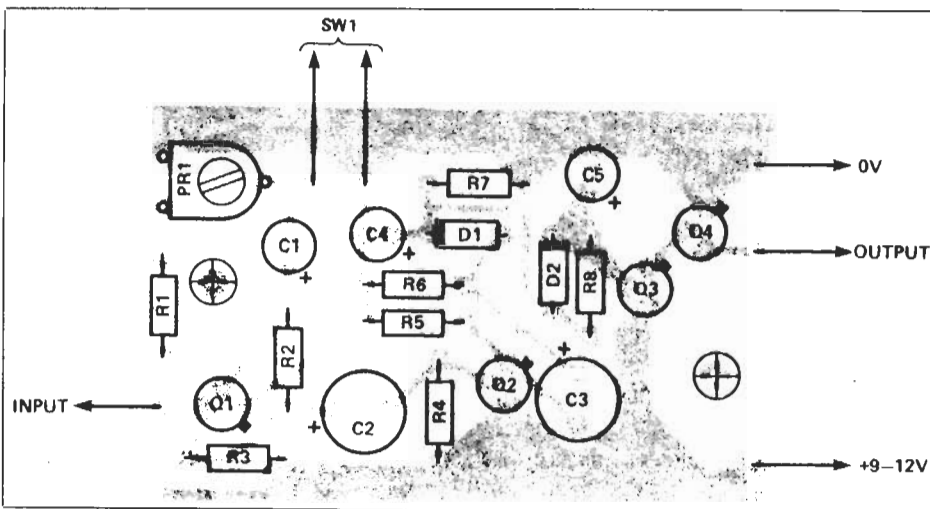 SW1
PR1
R7
C5
0V
C1
C4
D1
Q4
OUTPUT
R1
R6
D2
R8
Q3
R5
R2
INPUT
Q1
C2
R4
Q2
C3
R3
+9–12V
+
+
+
+
+